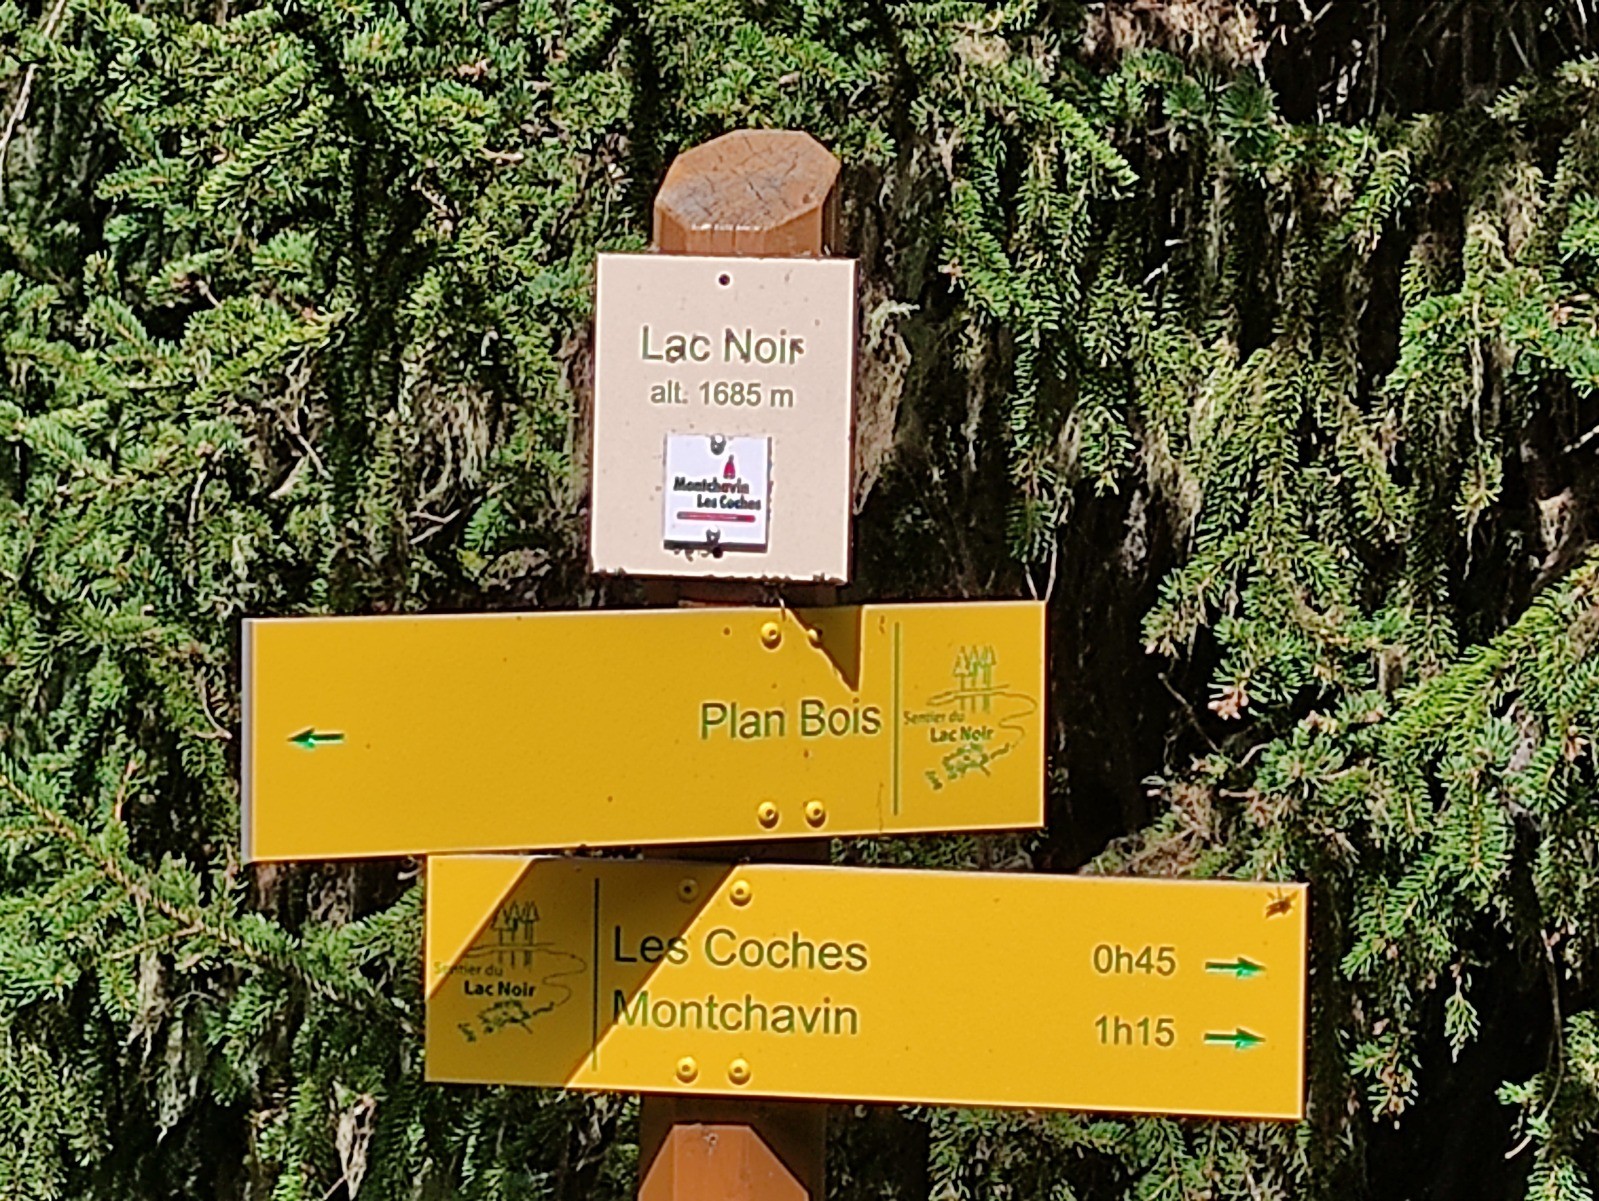 Lac Noir
alt. 1685 m
Montchavin
Les Coches
Plan Bois
Sentier du
Lac Noir
Sentier du
Lac Noir
Les Coches 0h45
Montchavin 1h15